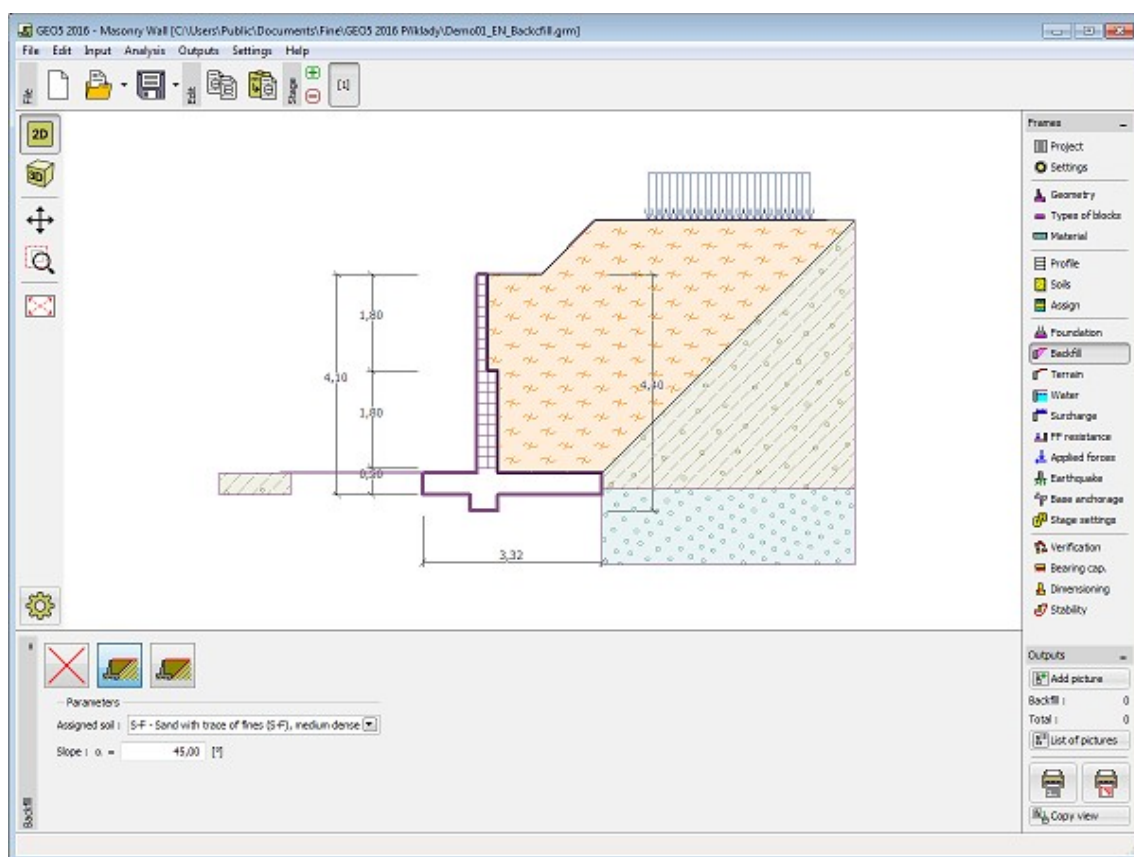 GEO5 2016 - Masonry Wall [C:\Users\Public\Documents\Fine\GEO5 2016 Příklady\Demo01_EN_Backfill.grm]
File Edit Input Analysis Outputs Settings Help
File
Edit
Stage
[1]
2D
3D
1,80
4,10
4,40
1,80
0,50
3,32
Frames
Project
Settings
Geometry
Types of blocks
Material
Profile
Soils
Assign
Foundation
Backfill
Terrain
Water
Surcharge
FF resistance
Applied forces
Earthquake
Base anchorage
Stage settings
Verification
Bearing cap.
Dimensioning
Stability
Outputs
Add picture
Backfill : 0
Total : 0
List of pictures
Copy view
Backfill
Parameters
Assigned soil : S-F - Sand with trace of fines (S-F), medium dense
Slope : α = 45,00 [°]